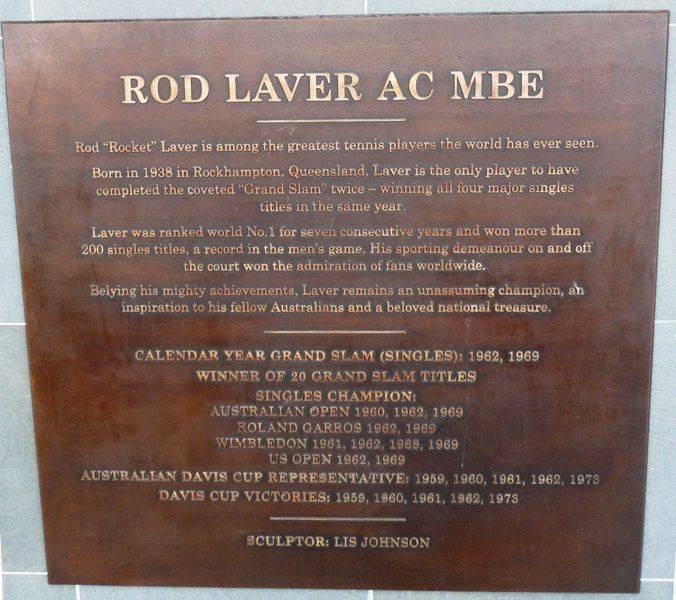 ROD LAVER AC MBE
Rod "Rocket" Laver is among the greatest tennis players the world has ever seen.
Born in 1938 in Rockhampton, Queensland, Laver is the only player to have
completed the coveted "Grand Slam" twice – winning all four major singles
titles in the same year.
Laver was ranked world No.1 for seven consecutive years and won more than
200 singles titles, a record in the men's game. His sporting demeanour on and off
the court won the admiration of fans worldwide.
Belying his mighty achievements, Laver remains an unassuming champion, an
inspiration to his fellow Australians and a beloved national treasure.
CALENDAR YEAR GRAND SLAM (SINGLES): 1962, 1969
WINNER OF 20 GRAND SLAM TITLES
SINGLES CHAMPION:
AUSTRALIAN OPEN 1960, 1962, 1969
ROLAND GARROS 1962, 1969
WIMBLEDON 1961, 1962, 1968, 1969
US OPEN 1962, 1969
AUSTRALIAN DAVIS CUP REPRESENTATIVE: 1959, 1960, 1961, 1962, 1973
DAVIS CUP VICTORIES: 1959, 1960, 1961, 1962, 1973
SCULPTOR: LIS JOHNSON